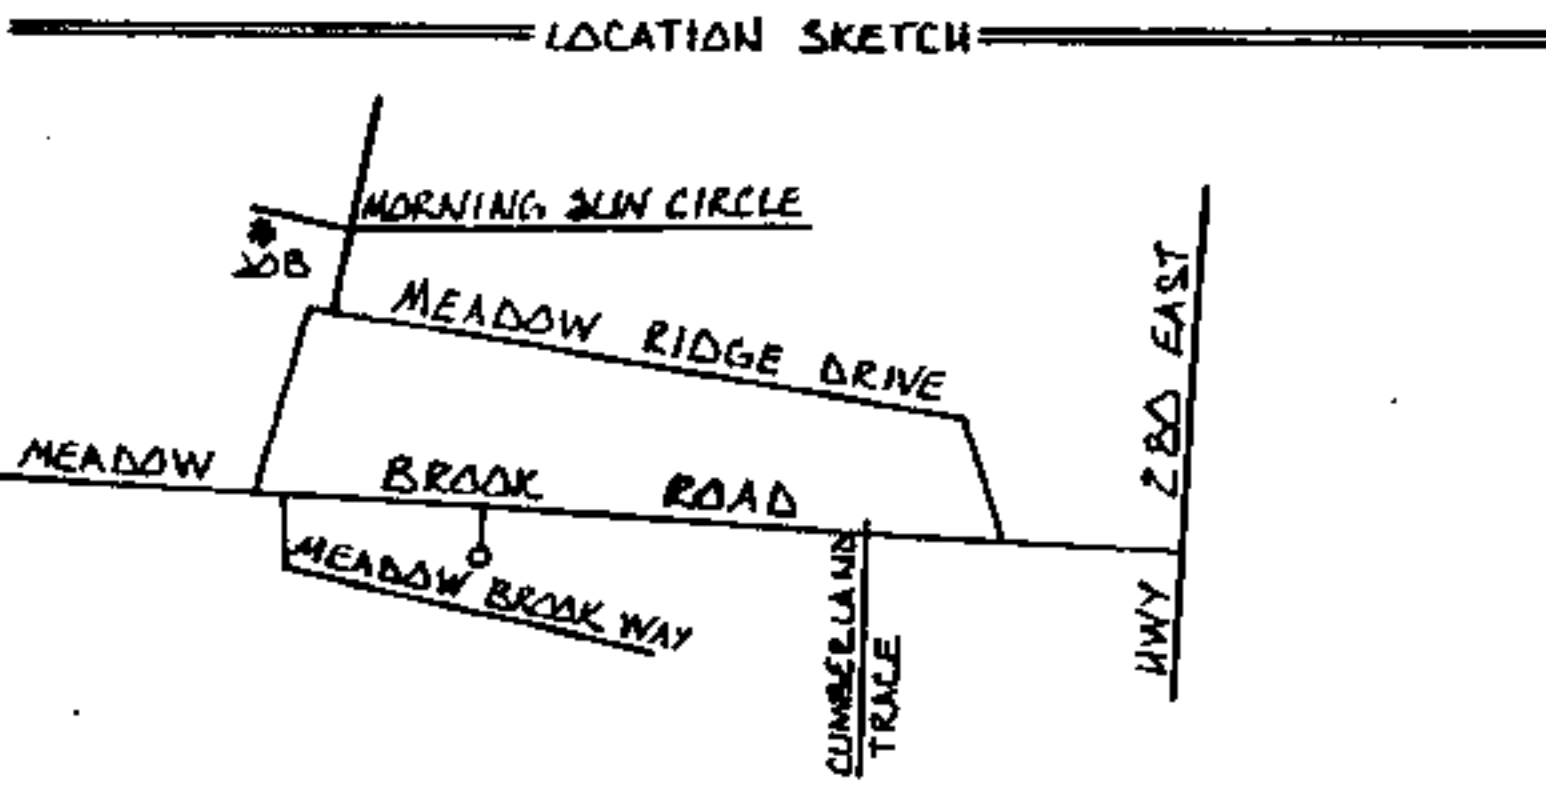 LOCATION SKETCH
MORNING SUN CIRCLE
JOB
MEADOW RIDGE DRIVE
HWY 280 EAST
MEADOW BROOK ROAD
MEADOW BROOK WAY
CUMBERLAND
TRACE